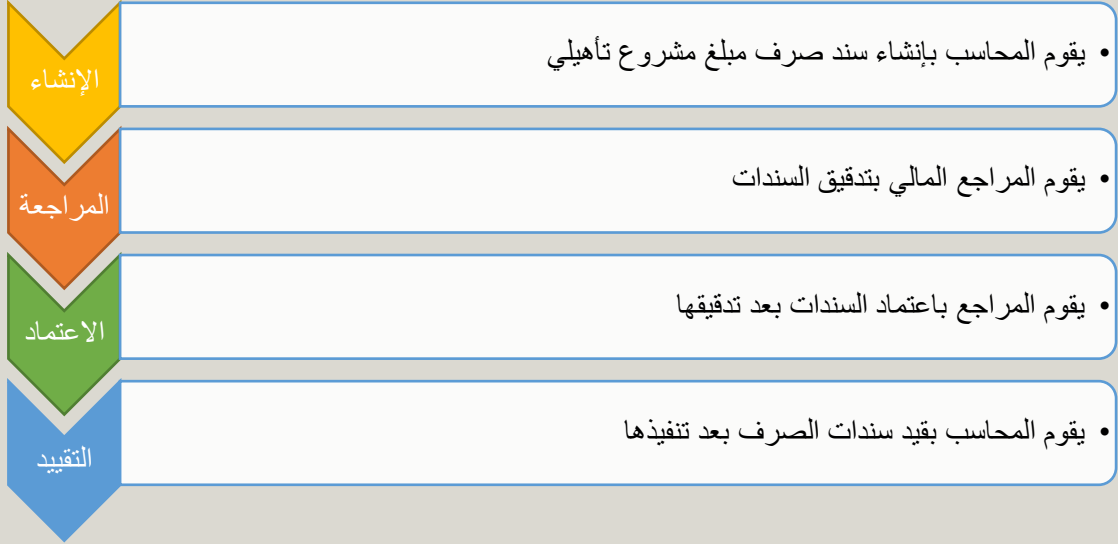 الإنشاء
• يقوم المحاسب بإنشاء سند صرف مبلغ مشروع تأهيلي
المراجعة
• يقوم المراجع المالي بتدقيق السندات
الاعتماد
• يقوم المراجع باعتماد السندات بعد تدقيقها
التقييد
• يقوم المحاسب بقيد سندات الصرف بعد تنفيذها